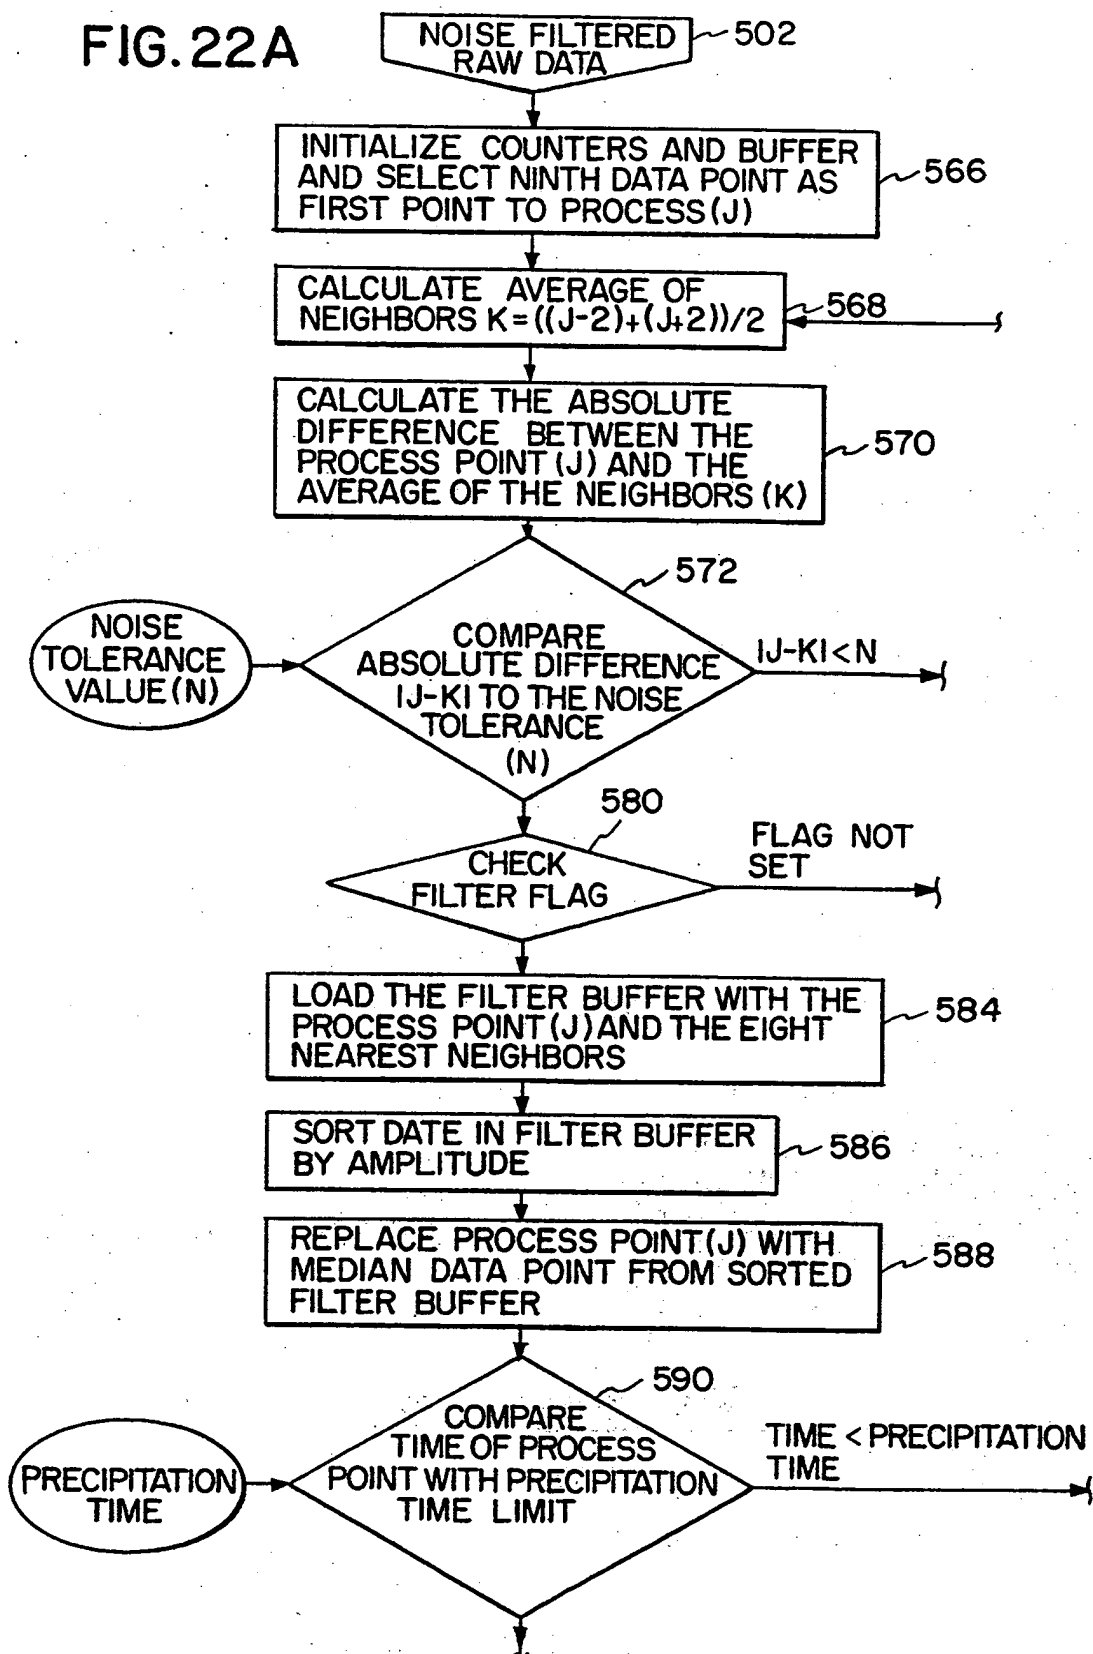 FIG. 22A
NOISE FILTERED
RAW DATA
502
INITIALIZE COUNTERS AND BUFFER
AND SELECT NINTH DATA POINT AS
FIRST POINT TO PROCESS (J)
566
CALCULATE AVERAGE OF
NEIGHBORS K=((J-2)+(J+2))/2
568
CALCULATE THE ABSOLUTE
DIFFERENCE BETWEEN THE
PROCESS POINT (J) AND THE
AVERAGE OF THE NEIGHBORS (K)
570
572
NOISE
TOLERANCE
VALUE (N)
COMPARE
ABSOLUTE DIFFERENCE
|J-K| TO THE NOISE
TOLERANCE
(N)
|J-K|<N
580
CHECK
FILTER FLAG
FLAG NOT
SET
LOAD THE FILTER BUFFER WITH THE
PROCESS POINT (J) AND THE EIGHT
NEAREST NEIGHBORS
584
SORT DATE IN FILTER BUFFER
BY AMPLITUDE
586
REPLACE PROCESS POINT (J) WITH
MEDIAN DATA POINT FROM SORTED
FILTER BUFFER
588
590
PRECIPITATION
TIME
COMPARE
TIME OF PROCESS
POINT WITH PRECIPITATION
TIME LIMIT
TIME < PRECIPITATION
TIME